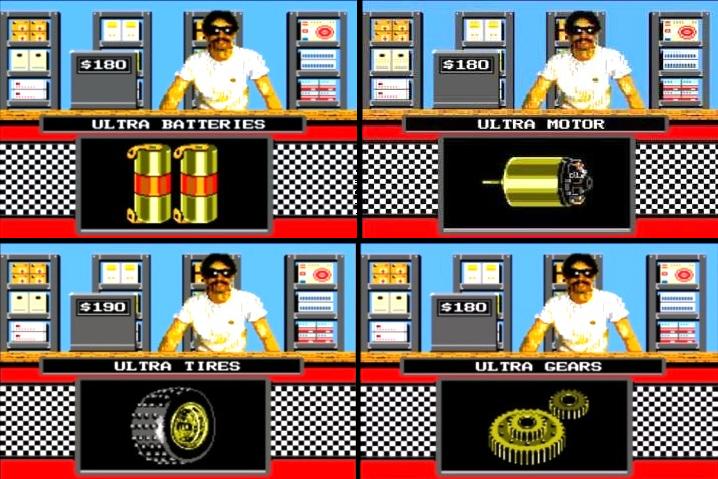 $180
ULTRA BATTERIES
$180
ULTRA MOTOR
$190
ULTRA TIRES
$180
ULTRA GEARS